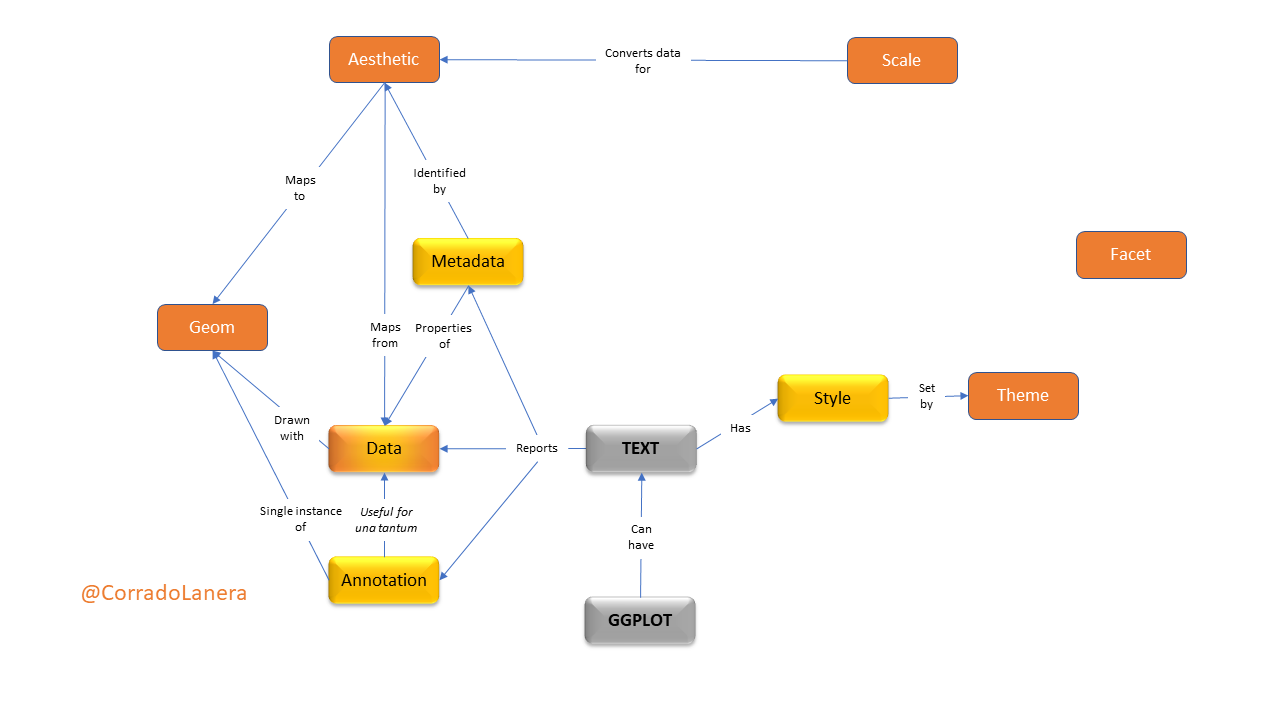 Aesthetic
Converts data
for
Scale
Maps
to
Identified
by
Metadata
Facet
Geom
Maps
from
Properties
of
Drawn
with
Data
Reports
TEXT
Has
Style
Set
by
Theme
Single instance
of
Useful for
una tantum
Can
have
Annotation
@CorradoLanera
GGPLOT